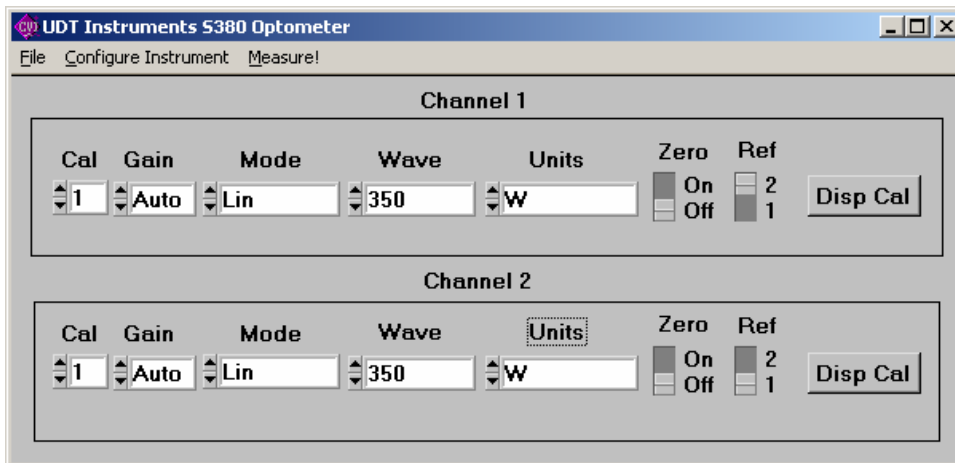 CVI UDT Instruments S380 Optometer
File Configure Instrument Measure!
Channel 1
Cal Gain Mode Wave Units Zero Ref
1 Auto Lin 350 W On Off 2 1 Disp Cal
Channel 2
Cal Gain Mode Wave Units Zero Ref
1 Auto Lin 350 W On Off 2 1 Disp Cal